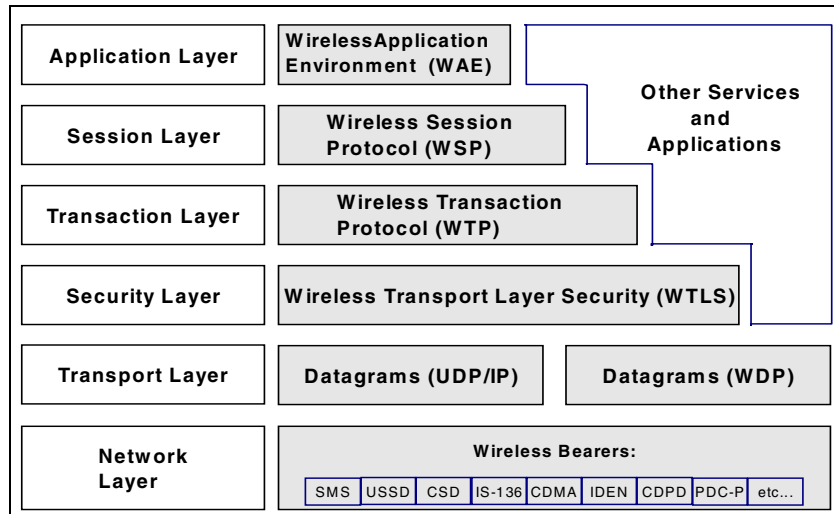 Application Layer
WirelessApplication
Environment (WAE)
Other Services
and
Applications
Session Layer
Wireless Session
Protocol (WSP)
Transaction Layer
Wireless Transaction
Protocol (WTP)
Security Layer
Wireless Transport Layer Security (WTLS)
Transport Layer
Datagrams (UDP/IP)
Datagrams (WDP)
Network
Layer
Wireless Bearers:
SMS USSD CSD IS-136 CDMA IDEN CDPD PDC-P etc...